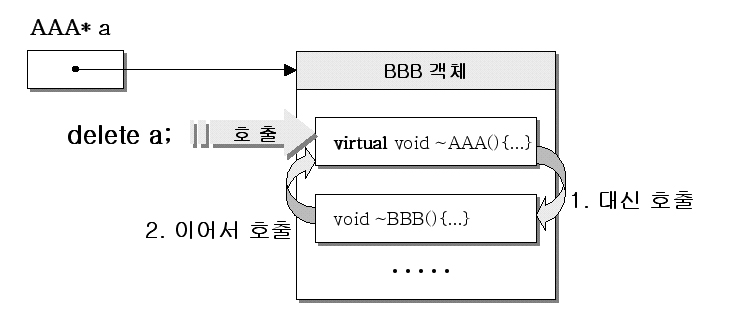 AAA* a
BBB 객체
delete a; 호 출
virtual void ~AAA(){...}
1. 대신 호출
void ~BBB(){...}
2. 이어서 호출
.....